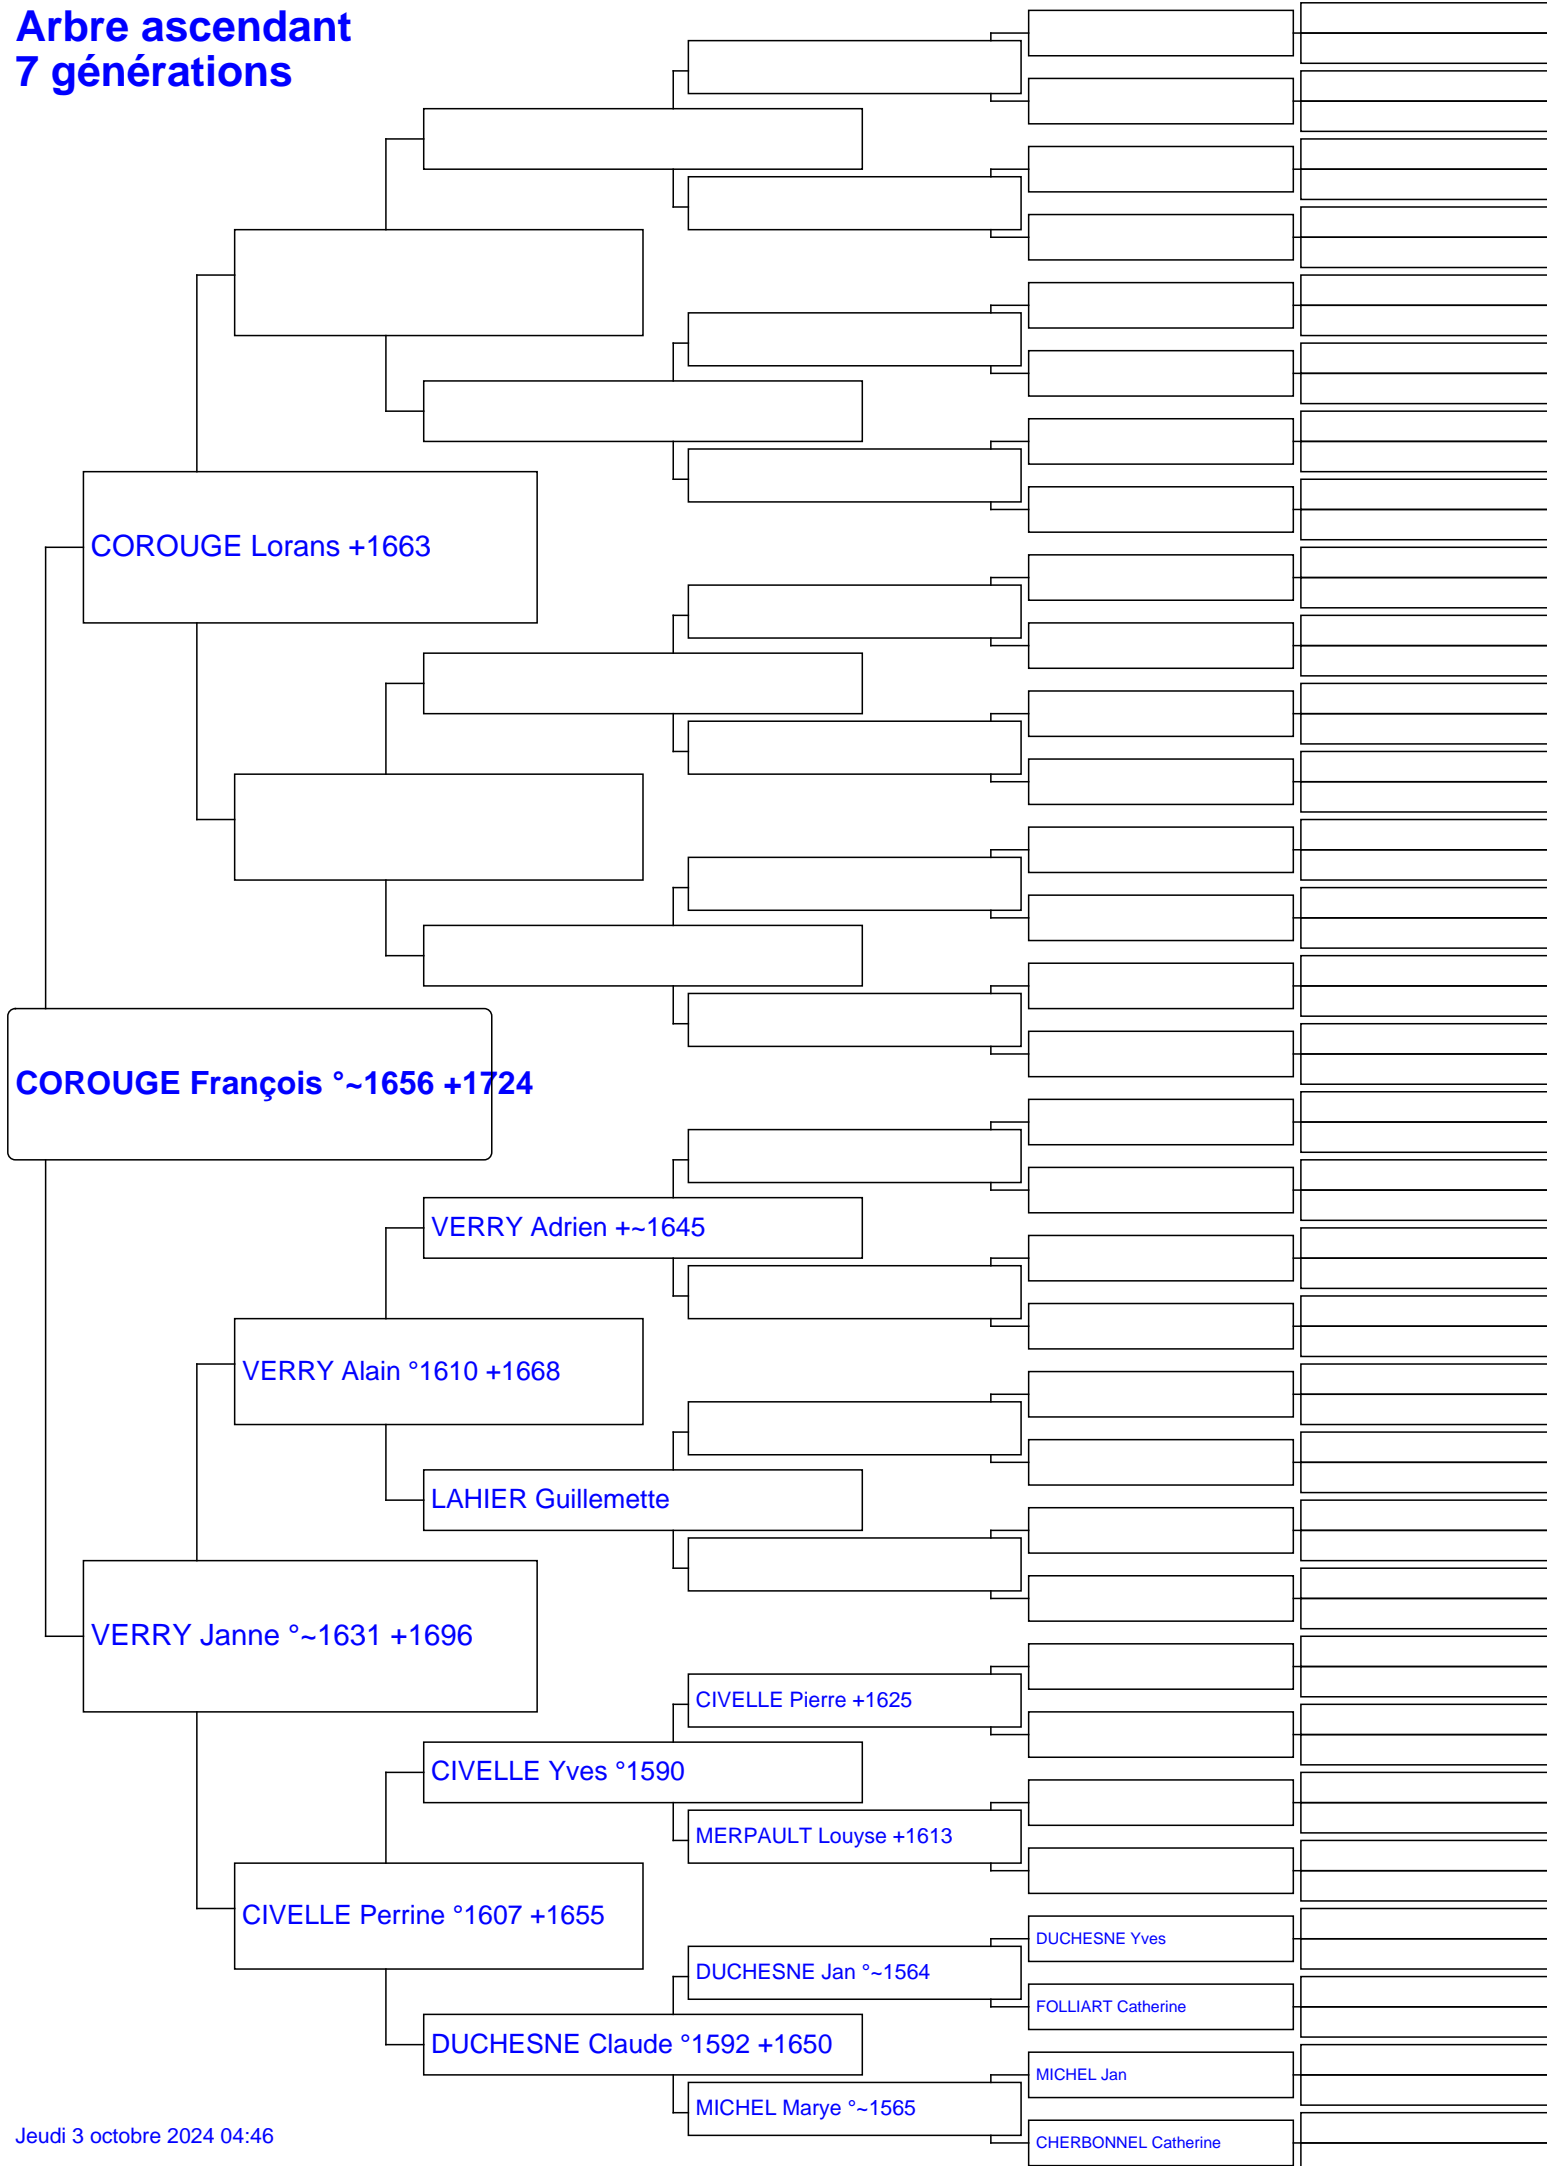 Arbre ascendant
7 générations
COROUGE Lorans +1663
COROUGE François °~1656 +1724
VERRY Adrien +~1645
VERRY Alain °1610 +1668
LAHIER Guillemette
VERRY Janne °~1631 +1696
CIVELLE Pierre +1625
CIVELLE Yves °1590
MERPAULT Louyse +1613
CIVELLE Perrine °1607 +1655
DUCHESNE Yves
DUCHESNE Jan °~1564
FOLLIART Catherine
DUCHESNE Claude °1592 +1650
MICHEL Jan
MICHEL Marye °~1565
CHERBONNEL Catherine
Jeudi 3 octobre 2024 04:46